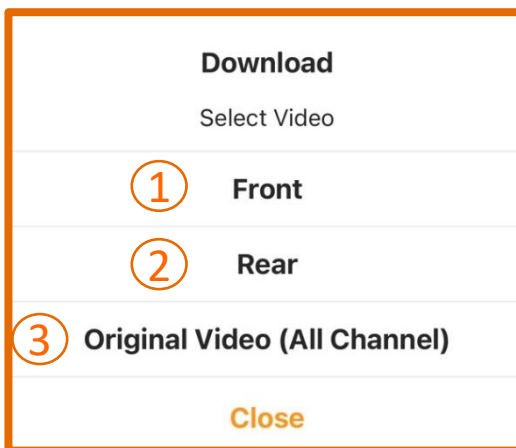 Download
Select Video
① Front
② Rear
③ Original Video (All Channel)
Close